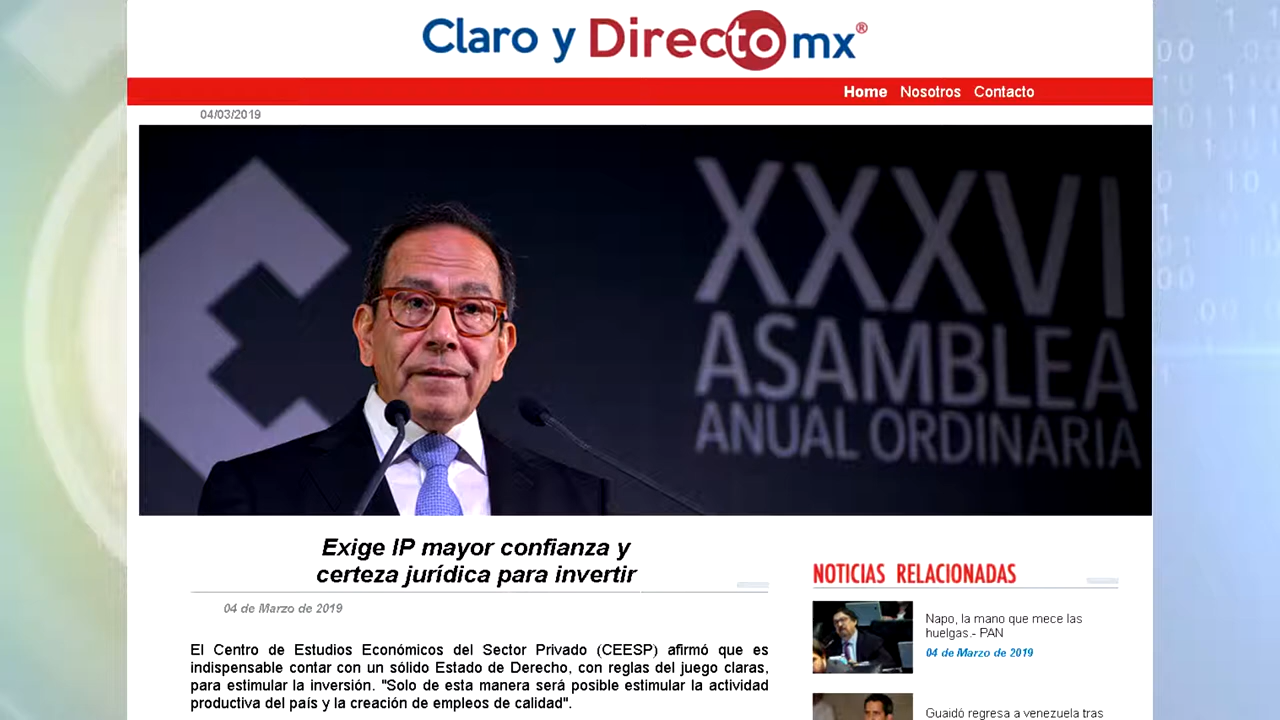 Claro y Directo mx®
Home Nosotros Contacto
04/03/2019
XXXVI
ASAMBLEA
ANUAL ORDINARIA
Exige IP mayor confianza y
certeza jurídica para invertir
04 de Marzo de 2019
El Centro de Estudios Económicos del Sector Privado (CEESP) afirmó que es
indispensable contar con un sólido Estado de Derecho, con reglas del juego claras,
para estimular la inversión. "Solo de esta manera será posible estimular la actividad
productiva del país y la creación de empleos de calidad".
NOTICIAS RELACIONADAS
Napo, la mano que mece las
huelgas.- PAN
04 de Marzo de 2019
Guaidó regresa a venezuela tras